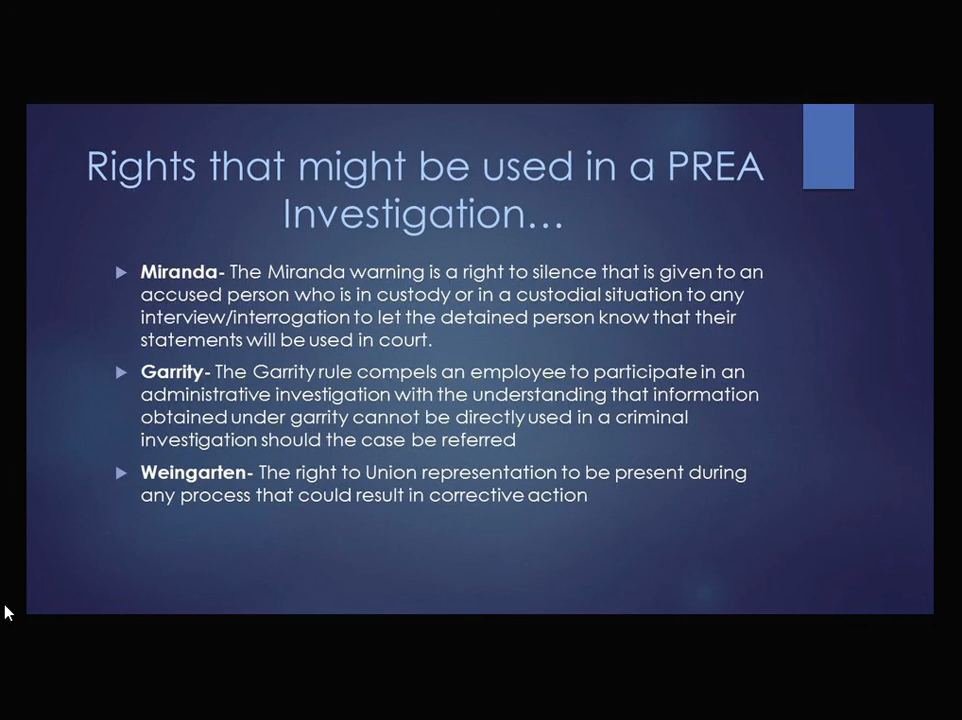 Rights that might be used in a PREA
Investigation…
Miranda- The Miranda warning is a right to silence that is given to an
accused person who is in custody or in a custodial situation to any
interview/interrogation to let the detained person know that their
statements will be used in court.
Garrity- The Garrity rule compels an employee to participate in an
administrative investigation with the understanding that information
obtained under garrity cannot be directly used in a criminal
investigation should the case be referred
Weingarten- The right to Union representation to be present during
any process that could result in corrective action